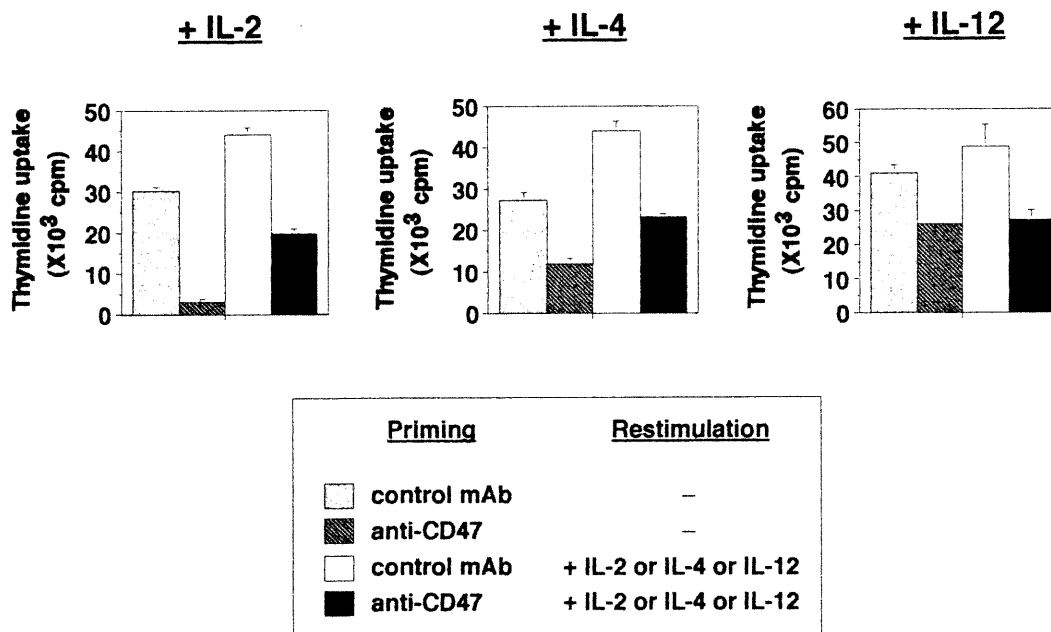 + IL-2
+ IL-4
+ IL-12
Thymidine uptake
(X10³ cpm)
50
40
30
20
10
0
Thymidine uptake
(X10³ cpm)
50
40
30
20
10
0
Thymidine uptake
(X10³ cpm)
60
50
40
30
20
10
0
Priming Restimulation
control mAb –
anti-CD47 –
control mAb + IL-2 or IL-4 or IL-12
anti-CD47 + IL-2 or IL-4 or IL-12